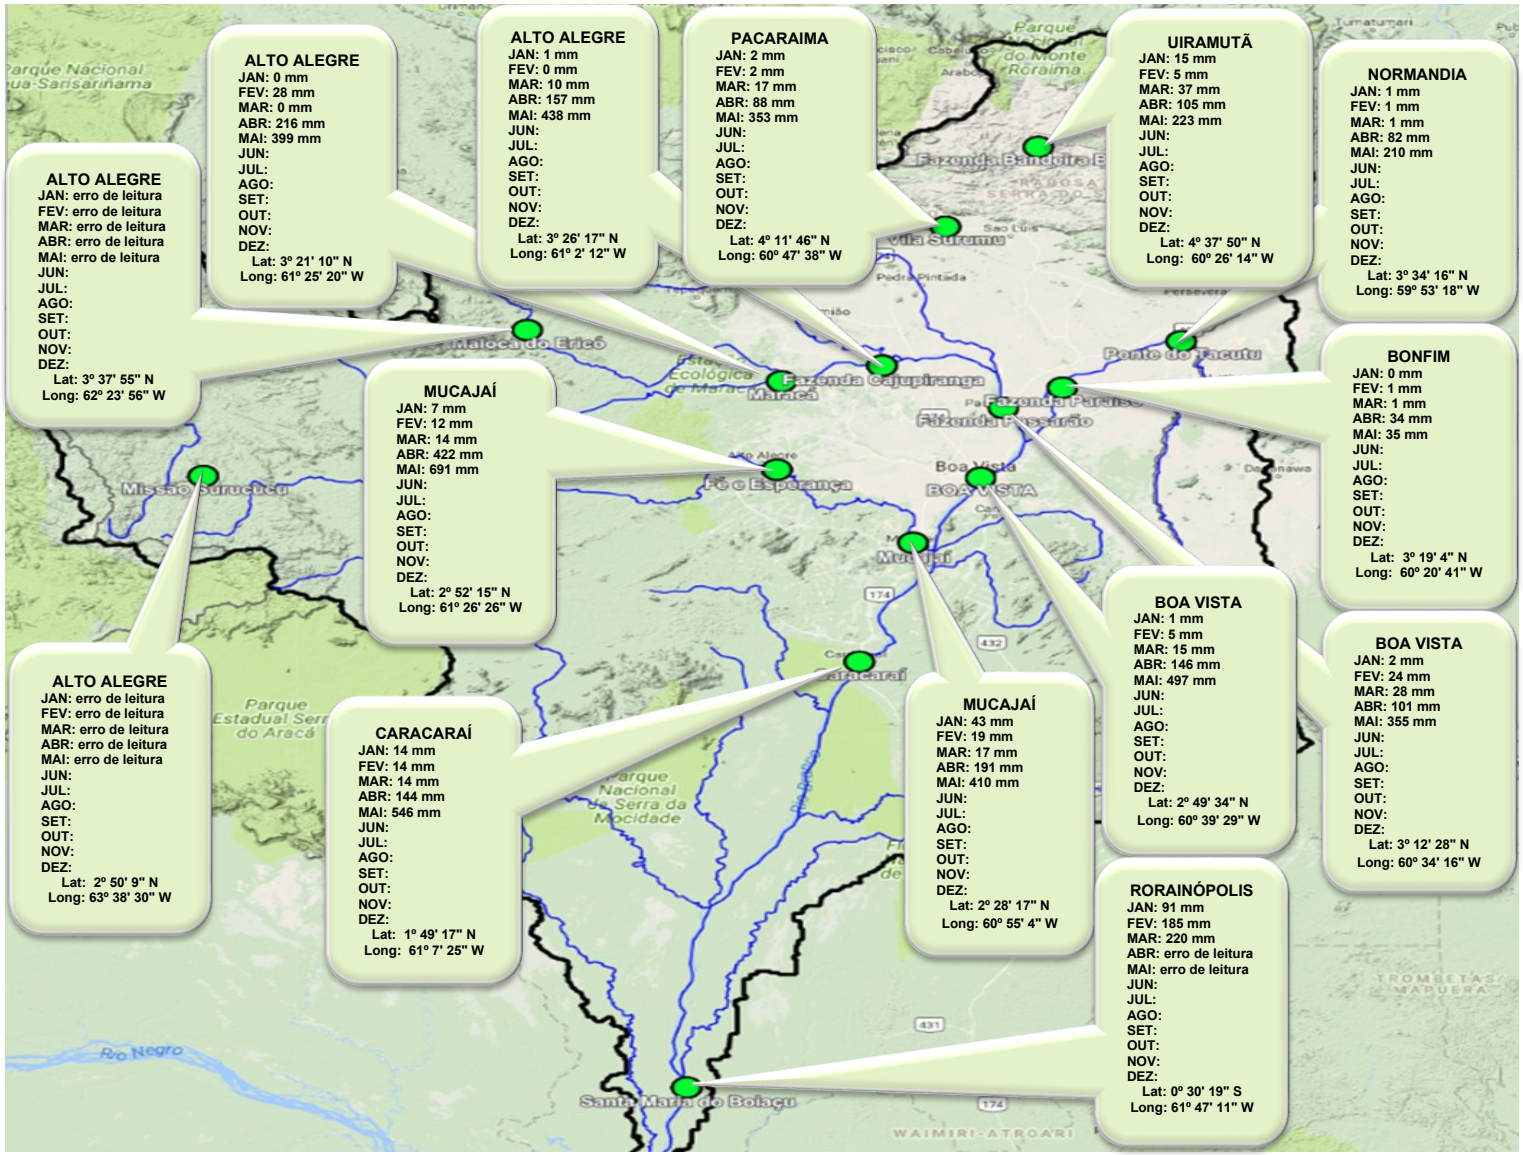 ALTO ALEGRE
JAN: 0 mm
FEV: 28 mm
MAR: 0 mm
ABR: 216 mm
MAI: 399 mm
JUN:
JUL:
AGO:
SET:
OUT:
NOV:
DEZ:
Lat: 3º 21' 10" N
Long: 61º 25' 20" W
ALTO ALEGRE
JAN: 1 mm
FEV: 0 mm
MAR: 10 mm
ABR: 157 mm
MAI: 438 mm
JUN:
JUL:
AGO:
SET:
OUT:
NOV:
DEZ:
Lat: 3º 26' 17" N
Long: 61º 2' 12" W
PACARAIMA
JAN: 2 mm
FEV: 2 mm
MAR: 17 mm
ABR: 88 mm
MAI: 353 mm
JUN:
JUL:
AGO:
SET:
OUT:
NOV:
DEZ:
Lat: 4º 11' 46" N
Long: 60º 47' 38" W
UIRAMUTÃ
JAN: 15 mm
FEV: 5 mm
MAR: 37 mm
ABR: 105 mm
MAI: 223 mm
JUN:
JUL:
AGO:
SET:
OUT:
NOV:
DEZ:
Lat: 4º 37' 50" N
Long: 60º 26' 14" W
NORMANDIA
JAN: 1 mm
FEV: 1 mm
MAR: 1 mm
ABR: 82 mm
MAI: 210 mm
JUN:
JUL:
AGO:
SET:
OUT:
NOV:
DEZ:
Lat: 3º 34' 16" N
Long: 59º 53' 18" W
ALTO ALEGRE
JAN: erro de leitura
FEV: erro de leitura
MAR: erro de leitura
ABR: erro de leitura
MAI: erro de leitura
JUN:
JUL:
AGO:
SET:
OUT:
NOV:
DEZ:
Lat: 3º 37' 55" N
Long: 62º 23' 56" W
MUCAJAÍ
JAN: 7 mm
FEV: 12 mm
MAR: 14 mm
ABR: 422 mm
MAI: 691 mm
JUN:
JUL:
AGO:
SET:
OUT:
NOV:
DEZ:
Lat: 2º 52' 15" N
Long: 61º 26' 26" W
BONFIM
JAN: 0 mm
FEV: 1 mm
MAR: 1 mm
ABR: 34 mm
MAI: 35 mm
JUN:
JUL:
AGO:
SET:
OUT:
NOV:
DEZ:
Lat: 3º 19' 4" N
Long: 60º 20' 41" W
ALTO ALEGRE
JAN: erro de leitura
FEV: erro de leitura
MAR: erro de leitura
ABR: erro de leitura
MAI: erro de leitura
JUN:
JUL:
AGO:
SET:
OUT:
NOV:
DEZ:
Lat: 2º 50' 9" N
Long: 63º 38' 30" W
CARACARAÍ
JAN: 14 mm
FEV: 14 mm
MAR: 14 mm
ABR: 144 mm
MAI: 546 mm
JUN:
JUL:
AGO:
SET:
OUT:
NOV:
DEZ:
Lat: 1º 49' 17" N
Long: 61º 7' 25" W
MUCAJAÍ
JAN: 43 mm
FEV: 19 mm
MAR: 17 mm
ABR: 191 mm
MAI: 410 mm
JUN:
JUL:
AGO:
SET:
OUT:
NOV:
DEZ:
Lat: 2º 28' 17" N
Long: 60º 55' 4" W
BOA VISTA
JAN: 1 mm
FEV: 5 mm
MAR: 15 mm
ABR: 146 mm
MAI: 497 mm
JUN:
JUL:
AGO:
SET:
OUT:
NOV:
DEZ:
Lat: 2º 49' 34" N
Long: 60º 39' 29" W
BOA VISTA
JAN: 2 mm
FEV: 24 mm
MAR: 28 mm
ABR: 101 mm
MAI: 355 mm
JUN:
JUL:
AGO:
SET:
OUT:
NOV:
DEZ:
Lat: 3º 12' 28" N
Long: 60º 34' 16" W
RORAINÓPOLIS
JAN: 91 mm
FEV: 185 mm
MAR: 220 mm
ABR: erro de leitura
MAI: erro de leitura
JUN:
JUL:
AGO:
SET:
OUT:
NOV:
DEZ:
Lat: 0º 30' 19" S
Long: 61º 47' 11" W
Parque Nacional
Tumatumari
Parque
do Monte
Roraima
Fazenda Bandeira B
Vila Surumu
Sao Luis
Pedra Pintada
Maloca do Ericó
Ecológica
Maracá
Fazenda Cajupiranga
Ponte do Tacutu
Fazenda Paraiso
Fazenda Passarão
Alto Alegre
Fé e Esperança
Boa Vista
BOA VISTA
Missão Surucucu
Mucajaí
174
432
Caracaraí
Parque
Estadual Serra
do Aracá
Parque
Nacional
da Serra da
Mocidade
Rio Branco
Rio Negro
431
174
Santa Maria do Boiaçu
TROMBETAS/
MAPUERA
WAIMIRI-ATROARI